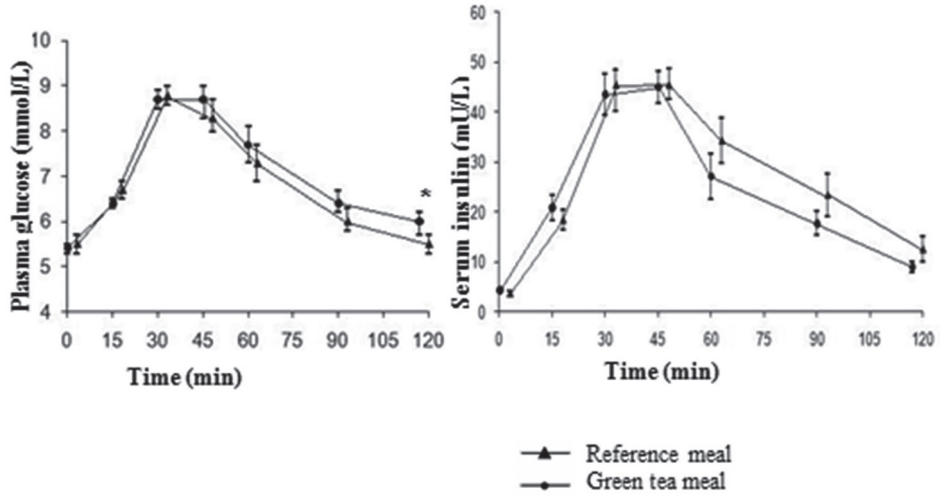 Plasma glucose (mmol/L)
10
9
8
7
6
5
4
*
0 15 30 45 60 75 90 105 120
Time (min)
Serum insulin (mU/L)
60
50
40
30
20
10
0
0 15 30 45 60 75 90 105 120
Time (min)
Reference meal
Green tea meal